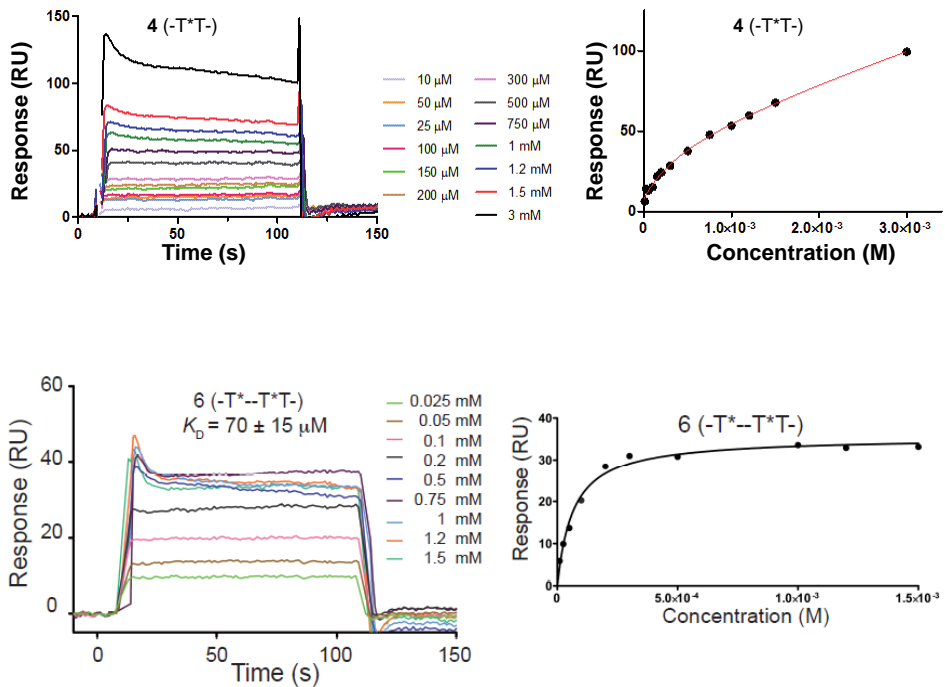 4 (-T*T-)
Response (RU)
150
100
50
0
0
50
100
150
Time (s)
10 µM
50 µM
25 µM
100 µM
150 µM
200 µM
300 µM
500 µM
750 µM
1 mM
1.2 mM
1.5 mM
3 mM
4 (-T*T-)
Response (RU)
100
50
0
0
1.0×10-3
2.0×10-3
3.0×10-3
Concentration (M)
6 (-T*--T*T-)
KD = 70 ± 15 µM
Response (RU)
60
40
20
0
0
50
100
150
Time (s)
0.025 mM
0.05 mM
0.1 mM
0.2 mM
0.5 mM
0.75 mM
1 mM
1.2 mM
1.5 mM
6 (-T*--T*T-)
Response (RU)
40
30
20
10
0
0
5.0×10-4
1.0×10-3
1.5×10-3
Concentration (M)